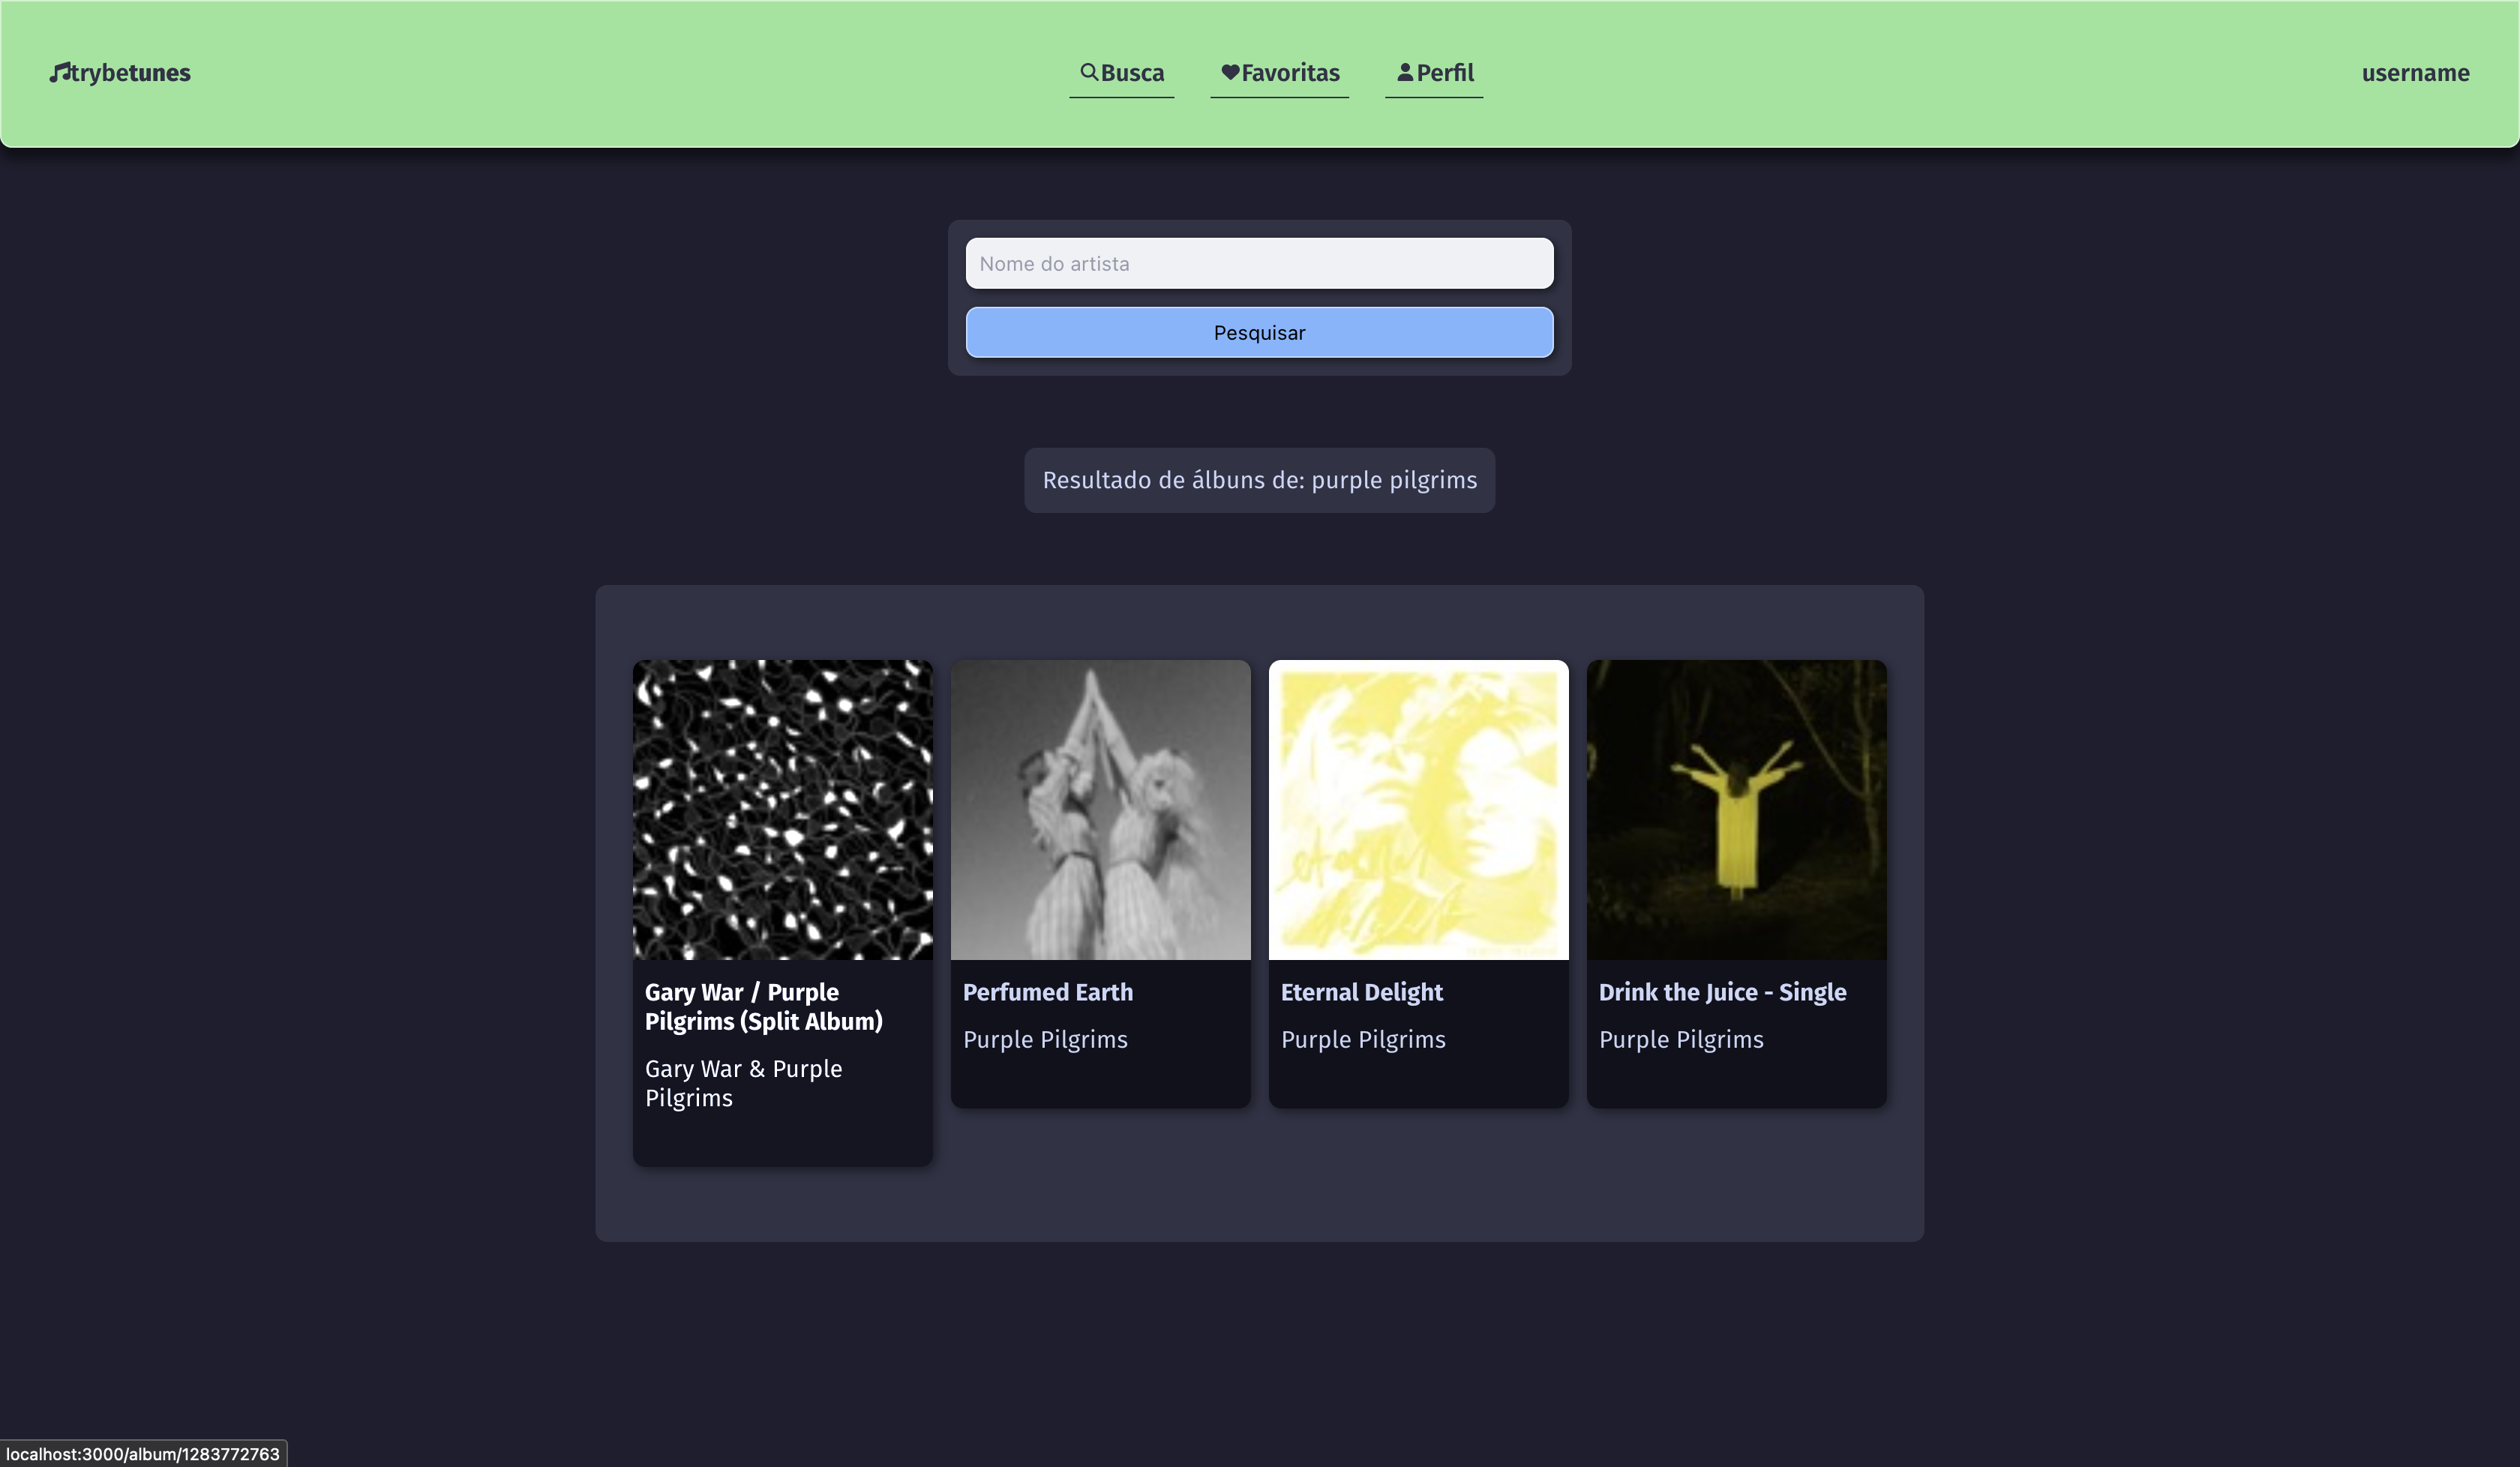 trybetunes
Busca
Favoritas
Perfil
username
Nome do artista
Pesquisar
Resultado de álbuns de: purple pilgrims
Gary War / Purple
Pilgrims (Split Album)
Gary War & Purple
Pilgrims
eternal
Perfumed Earth
Purple Pilgrims
Eternal Delight
Purple Pilgrims
Drink the Juice - Single
Purple Pilgrims
localhost:3000/album/1283772763